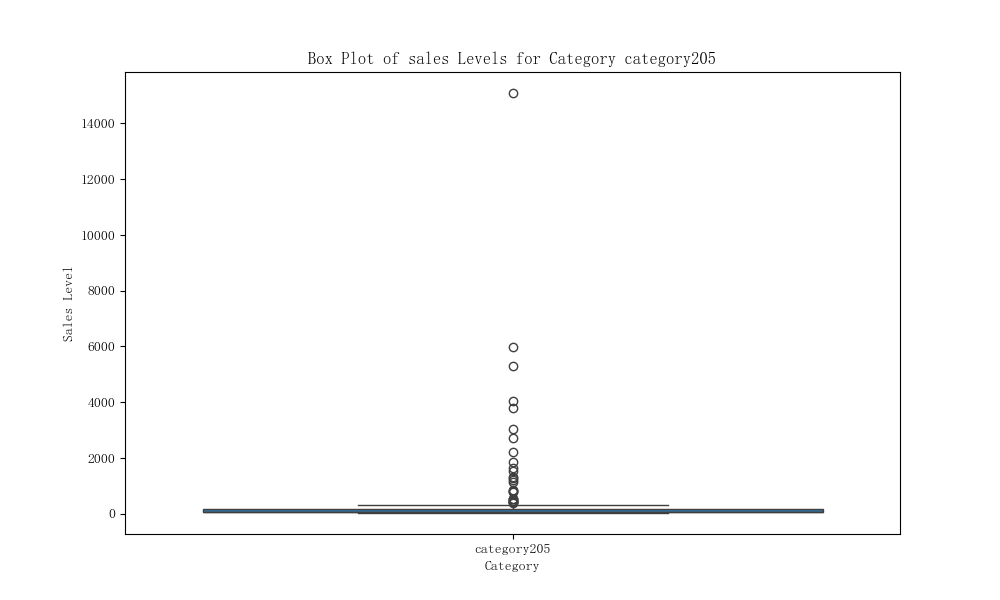 Box Plot of sales Levels for Category category205
14000
12000
10000
8000
6000
4000
2000
0
Sales Level
category205
Category